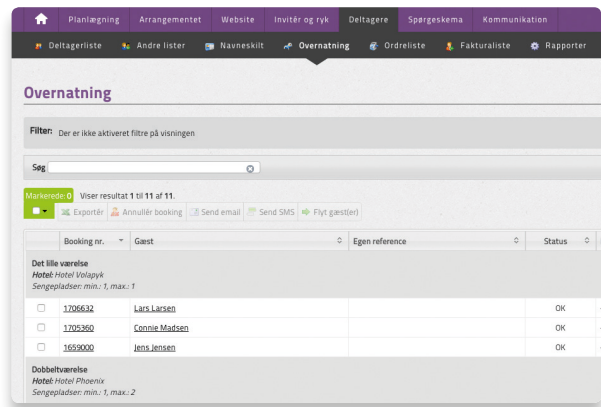 Planlægning Arrangementet Website Invitér og ryk Deltagere Spørgeskema Kommunikation
Deltagerliste Andre lister Navneskilt Overnatning Ordreliste Fakturaliste Rapporter
Overnatning
Filter: Der er ikke aktiveret filtre på visningen
Søg
Markerede: 0 Viser resultat 1 til 11 af 11.
Exportér Annullér booking Send email Send SMS Flyt gæst(er)
Booking nr. Gæst Egen reference Status
Det lille værelse
Hotel: Hotel Volapyk
Sengepladser: min.: 1, max.: 1
1706632 Lars Larsen OK
1705360 Connie Madsen OK
1659000 Jens Jensen OK
Dobbeltværelse
Hotel: Hotel Phoenix
Sengepladser: min.: 1, max.: 2